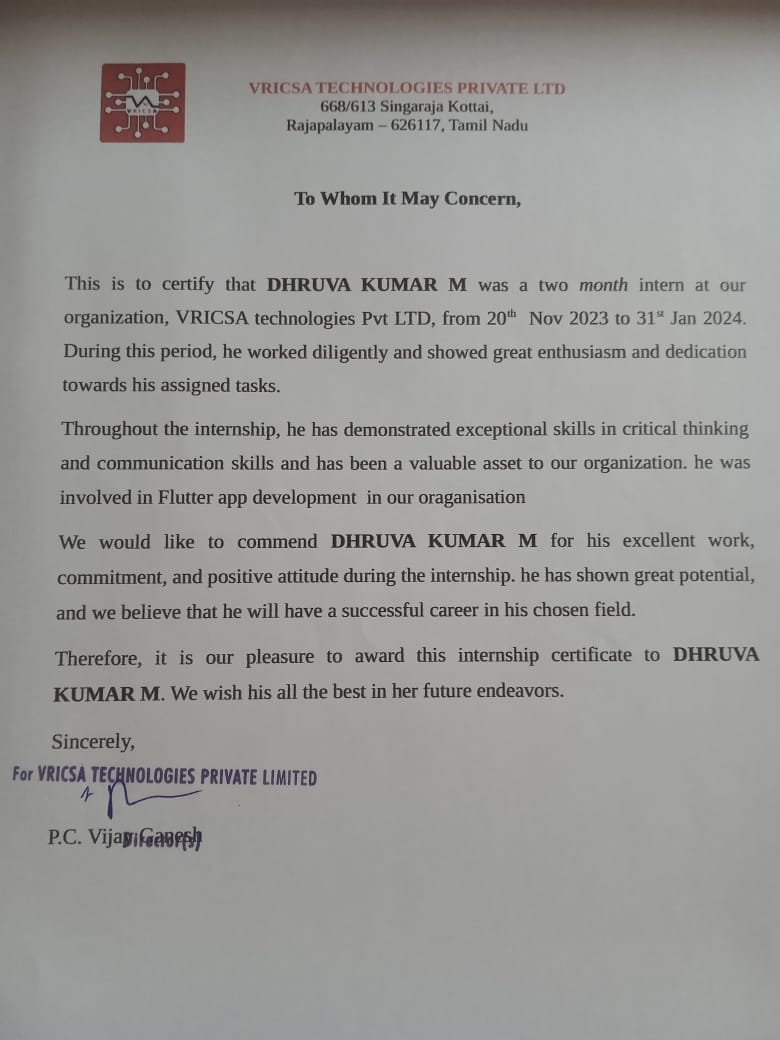 VRICSA
VRICSA TECHNOLOGIES PRIVATE LTD
668/613 Singaraja Kottai,
Rajapalayam – 626117, Tamil Nadu
To Whom It May Concern,
This is to certify that DHRUVA KUMAR M was a two month intern at our
organization, VRICSA technologies Pvt LTD, from 20th Nov 2023 to 31st Jan 2024.
During this period, he worked diligently and showed great enthusiasm and dedication
towards his assigned tasks.
Throughout the internship, he has demonstrated exceptional skills in critical thinking
and communication skills and has been a valuable asset to our organization. he was
involved in Flutter app development in our oraganisation
We would like to commend DHRUVA KUMAR M for his excellent work,
commitment, and positive attitude during the internship. he has shown great potential,
and we believe that he will have a successful career in his chosen field.
Therefore, it is our pleasure to award this internship certificate to DHRUVA
KUMAR M. We wish his all the best in her future endeavors.
Sincerely,
For VRICSA TECHNOLOGIES PRIVATE LIMITED
P.C. Vijay Ganesh
Director(s)